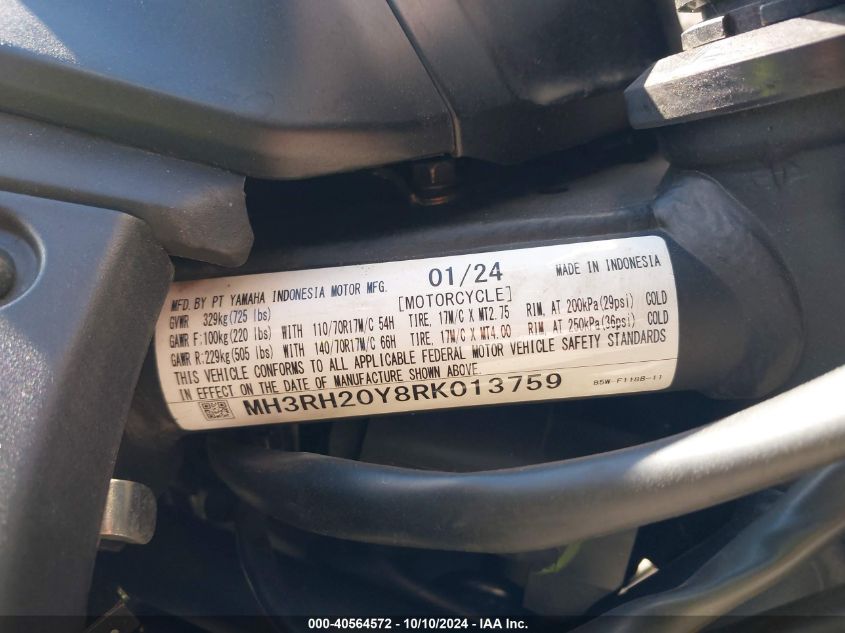 MFD. BY PT YAMAHA INDONESIA MOTOR MFG. 01/24 MADE IN INDONESIA
GVWR 329kg(725 lbs) [MOTORCYCLE]
GAWR F:100kg(220 lbs) WITH 110/70R17M/C 54H TIRE, 17M/C X MT2.75 RIM, AT 200kPa(29psi) COLD
GAWR R:229kg(505 lbs) WITH 140/70R17M/C 66H TIRE, 17M/C X MT4.00 RIM, AT 250kPa(36psi) COLD
THIS VEHICLE CONFORMS TO ALL APPLICABLE FEDERAL MOTOR VEHICLE SAFETY STANDARDS
IN EFFECT ON THE DATE OF MANUFACTURE SHOWN ABOVE.
MH3RH20Y8RK013759 B5W-F118B-11
000-40564572 - 10/10/2024 - IAA Inc.